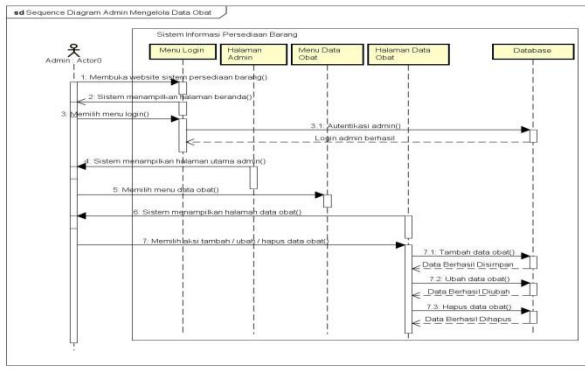 sd Sequence Diagram Admin Mengelola Data Obat
Sistem Informasi Persediaan Barang
Admin : Actor0
Menu Login
Halaman
Admin
Menu Data
Obat
Halaman Data
Obat
Database
1: Membuka website sistem persediaan barang()
2: Sistem menampilkan halaman beranda()
3: Memilih menu login()
3.1: Autentikasi admin()
Login admin berhasil
4: Sistem menampilkan halaman utama admin()
5: Memilih menu data obat()
6: Sistem menampilkan halaman data obat()
7: Memilih aksi tambah / ubah / hapus data obat()
7.1: Tambah data obat()
Data Berhasil Disimpan
7.2: Ubah data obat()
Data Berhasil Diubah
7.3: Hapus data obat()
Data Berhasil Dihapus